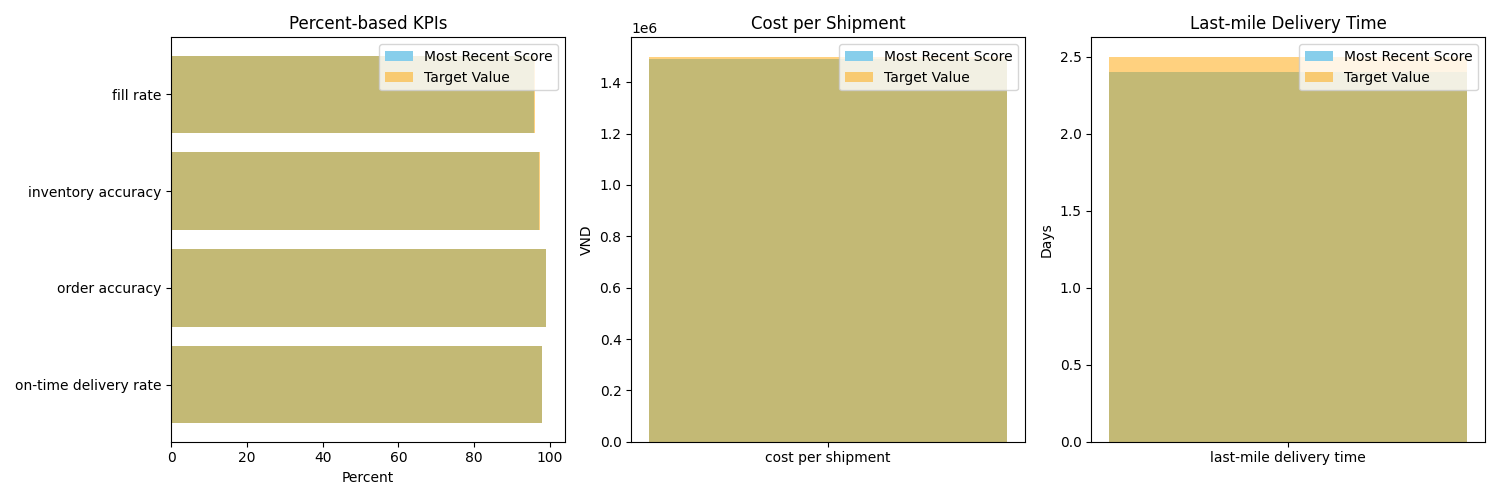 Percent-based KPIs
fill rate
inventory accuracy
order accuracy
on-time delivery rate
0 20 40 60 80 100
Percent
Most Recent Score
Target Value
Cost per Shipment
1e6
1.4
1.2
1.0
0.8
0.6
0.4
0.2
0.0
VND
cost per shipment
Most Recent Score
Target Value
Last-mile Delivery Time
2.5
2.0
1.5
1.0
0.5
0.0
Days
last-mile delivery time
Most Recent Score
Target Value